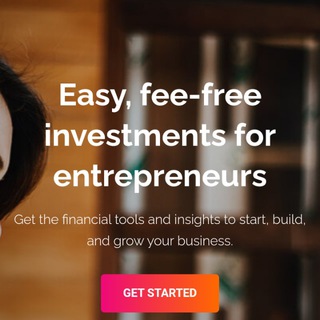 Easy, fee-free
investments for
entrepreneurs
Get the financial tools and insights to start, build,
and grow your business.
GET STARTED